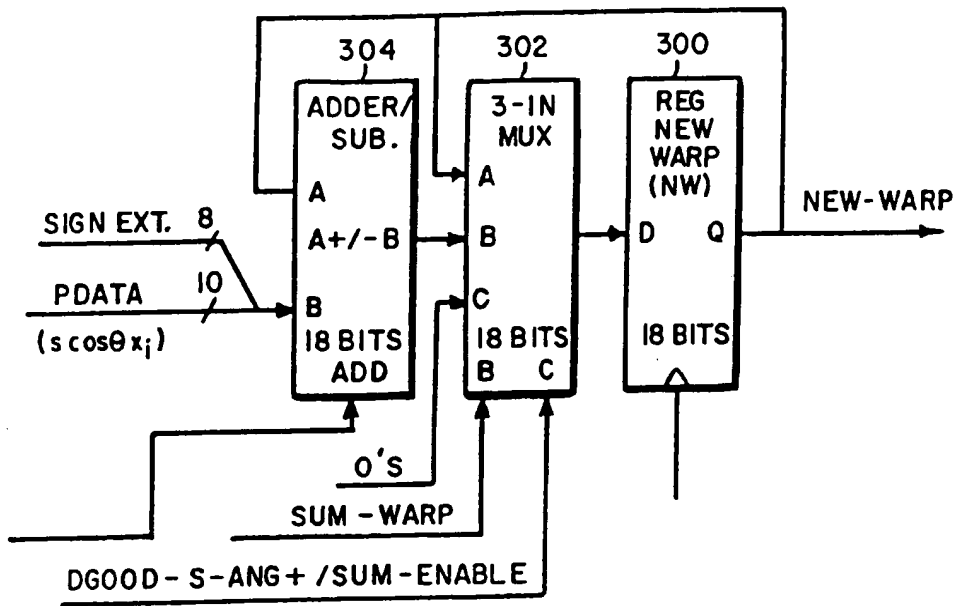 304
302
300
ADDER/
SUB.
A
A+/-B
B
18 BITS
ADD
3-IN
MUX
A
B
C
18 BITS
B C
REG
NEW
WARP
(NW)
D Q
18 BITS
NEW-WARP
SIGN EXT. 8
PDATA 10
(s cosθ xᵢ)
O'S
SUM-WARP
DGOOD-S-ANG+/SUM-ENABLE